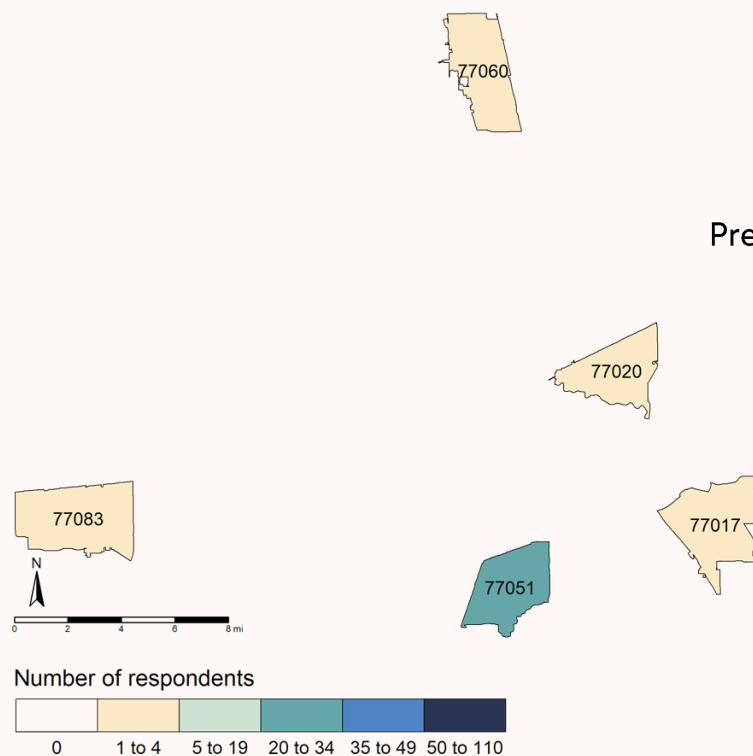 77060
Pre
77020
77083
77017
77051
N
0 2 4 6 8 mi
Number of respondents
0 1 to 4 5 to 19 20 to 34 35 to 49 50 to 110